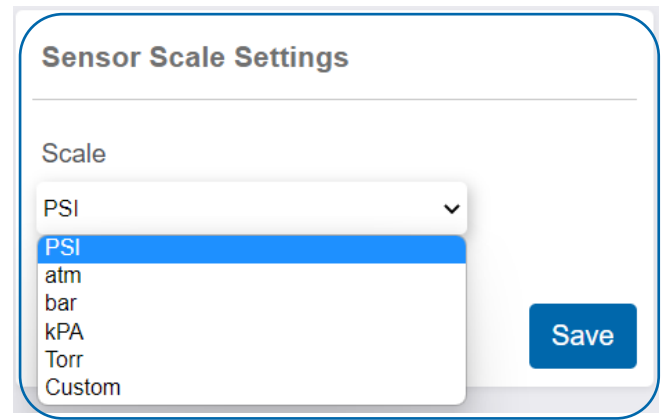 Sensor Scale Settings
Scale
PSI
PSI
atm
bar
kPA
Torr
Custom
Save